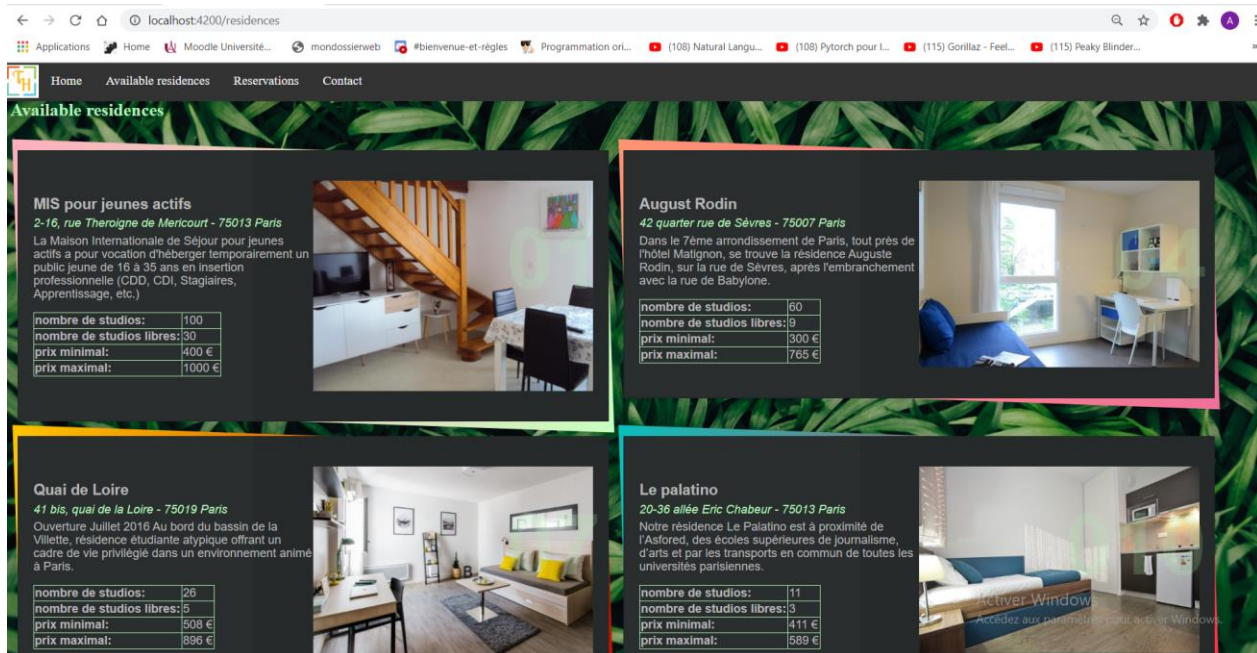 localhost:4200/residences
A
Applications Home Moodle Université... mondossierweb #bienvenue-et-règles Programmation ori... (108) Natural Langu... (108) Pytorch pour l... (115) Gorillaz - Feel... (115) Peaky Blinder... »
TH Home Available residences Reservations Contact
Available residences
MIS pour jeunes actifs
2-16, rue Theroigne de Mericourt - 75013 Paris
La Maison Internationale de Séjour pour jeunes
actifs a pour vocation d'héberger temporairement un
public jeune de 16 à 35 ans en insertion
professionnelle (CDD, CDI, Stagiaires,
Apprentissage, etc.)
nombre de studios: 100
nombre de studios libres: 30
prix minimal: 400 €
prix maximal: 1000 €
01
August Rodin
42 quarter rue de Sèvres - 75007 Paris
Dans le 7ème arrondissement de Paris, tout près de
l'hôtel Matignon, se trouve la résidence Auguste
Rodin, sur la rue de Sèvres, après l'embranchement
avec la rue de Babylone.
nombre de studios: 60
nombre de studios libres: 9
prix minimal: 300 €
prix maximal: 765 €
Quai de Loire
41 bis, quai de la Loire - 75019 Paris
Ouverture Juillet 2016 Au bord du bassin de la
Villette, résidence étudiante atypique offrant un
cadre de vie privilégié dans un environnement animé
à Paris.
nombre de studios: 26
nombre de studios libres: 5
prix minimal: 508 €
prix maximal: 896 €
Le palatino
20-36 allée Eric Chabeur - 75013 Paris
Notre résidence Le Palatino est à proximité de
l'Asfored, des écoles supérieures de journalisme,
d'arts et par les transports en commun de toutes les
universités parisiennes.
nombre de studios: 11
nombre de studios libres: 3
prix minimal: 411 €
prix maximal: 589 €
Activer Windows
Accédez aux paramètres pour activer Windows.